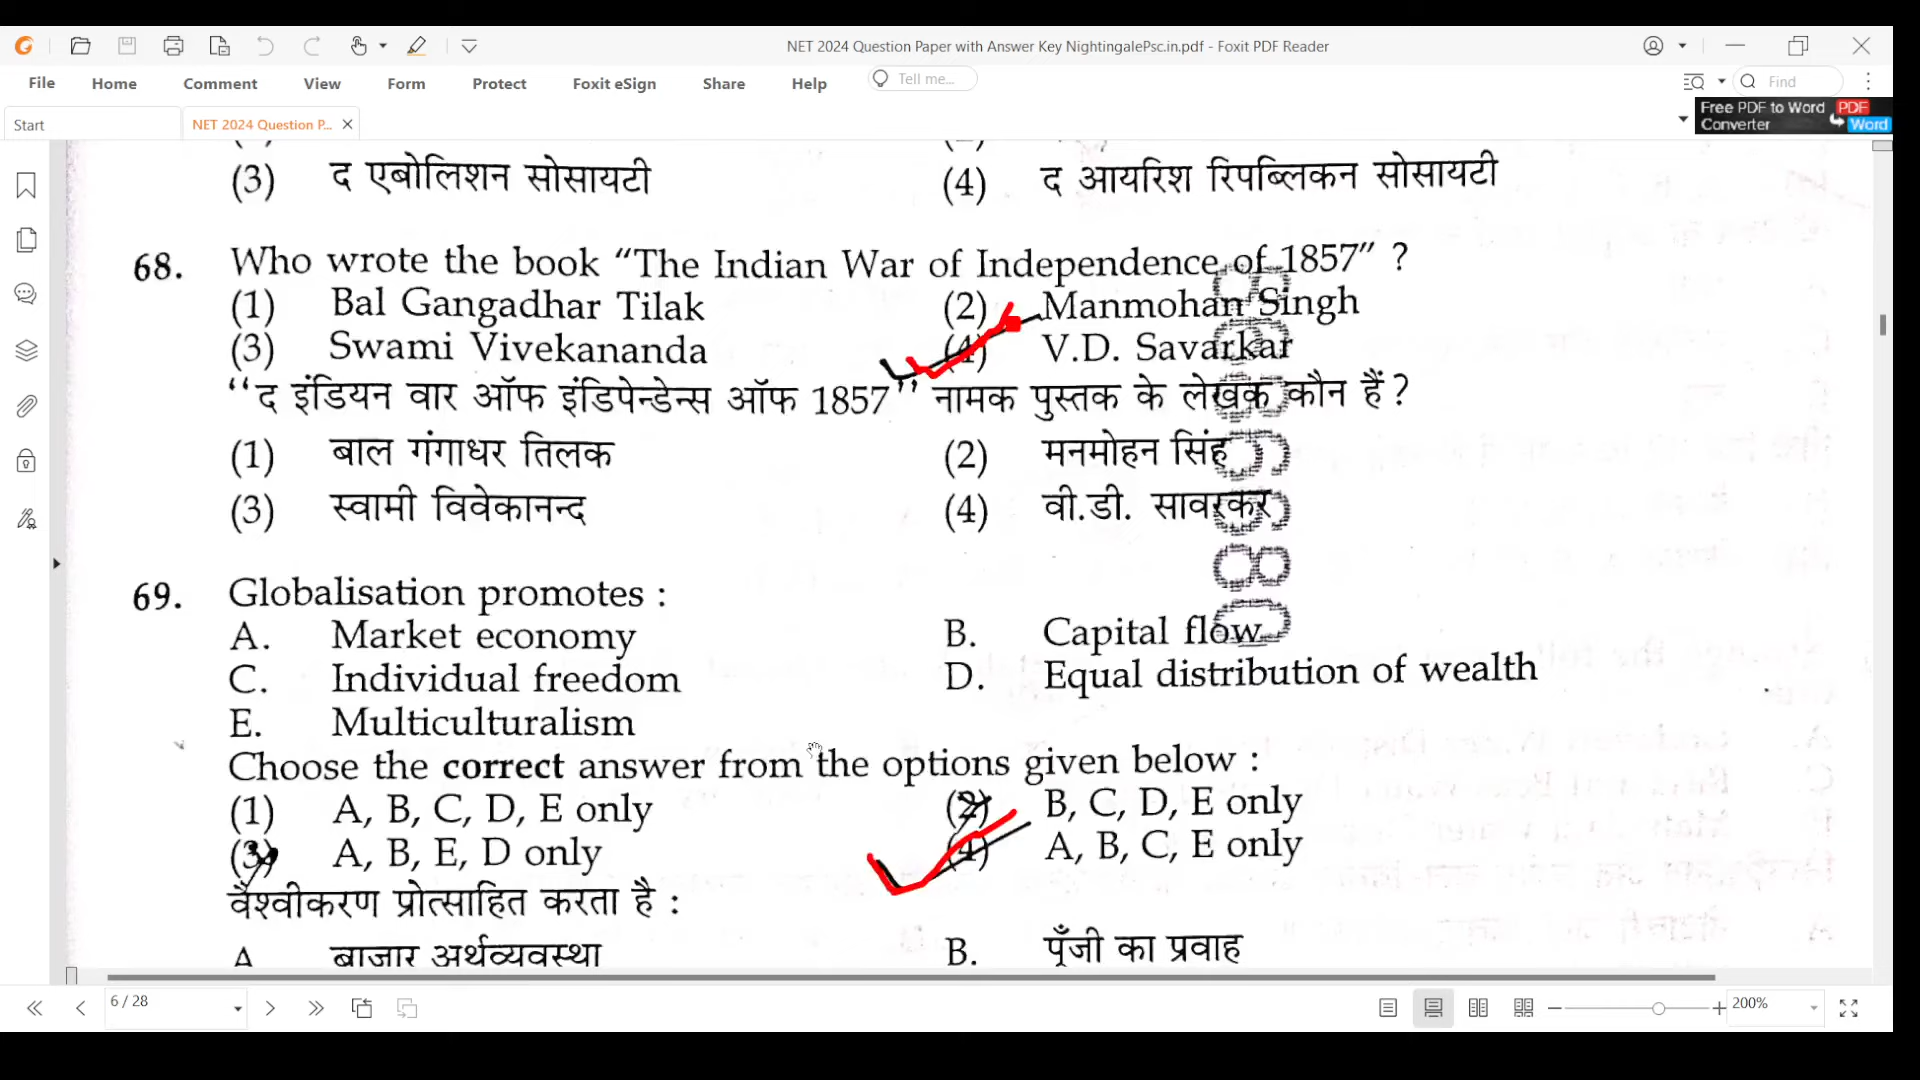 NET 2024 Question Paper with Answer Key NightingalePsc.in.pdf - Foxit PDF Reader
File Home Comment View Form Protect Foxit eSign Share Help Tell me... Find
Free PDF to Word Converter PDF Word
Start NET 2024 Question P...
(3) द एबोलिशन सोसायटी (4) द आयरिश रिपब्लिकन सोसायटी
68. Who wrote the book “The Indian War of Independence of 1857” ?
(1) Bal Gangadhar Tilak (2) Manmohan Singh
(3) Swami Vivekananda (4) V.D. Savarkar
‘‘द इंडियन वार ऑफ इंडिपेन्डेन्स ऑफ 1857’’ नामक पुस्तक के लेखक कौन हैं ?
(1) बाल गंगाधर तिलक (2) मनमोहन सिंह
(3) स्वामी विवेकानन्द (4) वी.डी. सावरकर
69. Globalisation promotes :
A. Market economy B. Capital flow
C. Individual freedom D. Equal distribution of wealth
E. Multiculturalism
Choose the correct answer from the options given below :
(1) A, B, C, D, E only (2) B, C, D, E only
(3) A, B, E, D only (4) A, B, C, E only
वैश्वीकरण प्रोत्साहित करता है :
A बाजार अर्थव्यवस्था B. पूँजी का प्रवाह
6 / 28 200%